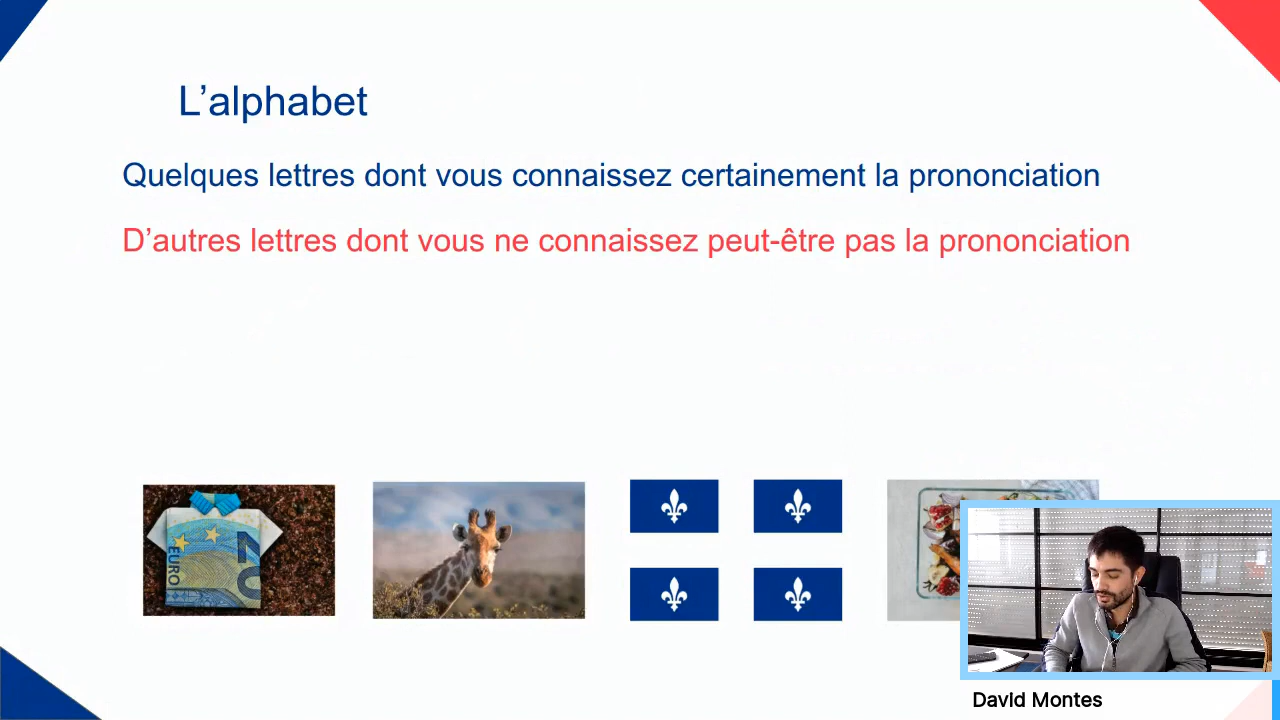 L’alphabet
Quelques lettres dont vous connaissez certainement la prononciation
D’autres lettres dont vous ne connaissez peut-être pas la prononciation
EURO
20
David Montes